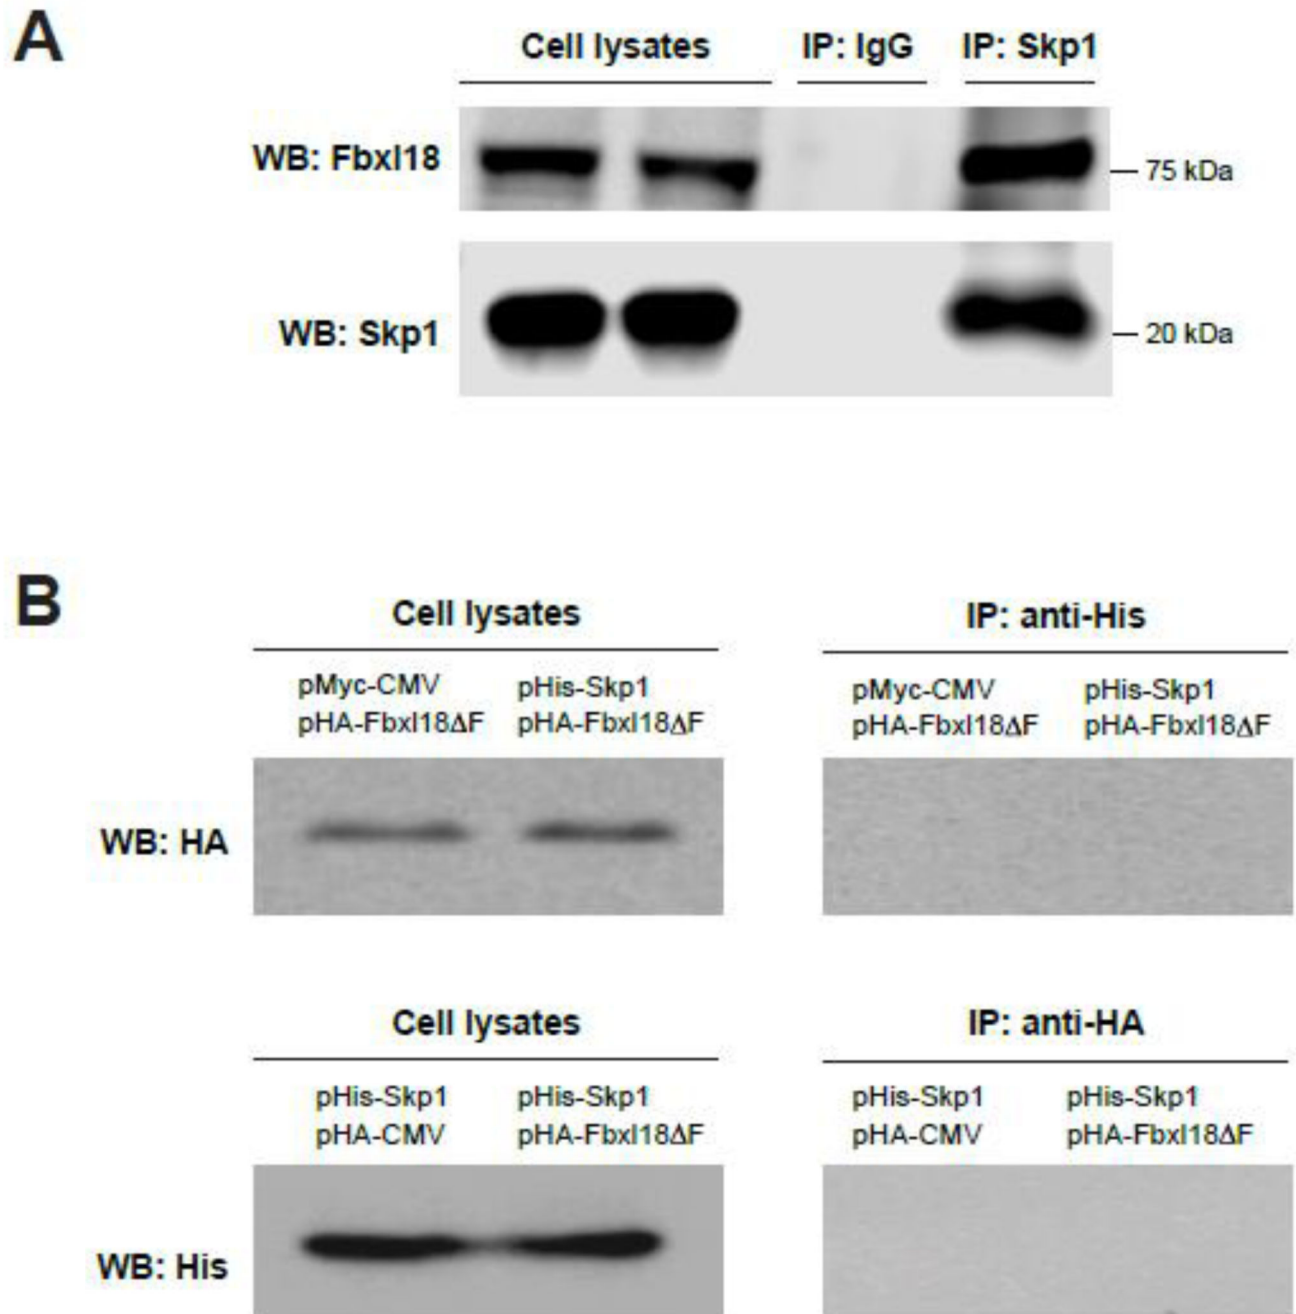 A
Cell lysates IP: IgG IP: Skp1
WB: Fbxl18
75 kDa
WB: Skp1
20 kDa
B
Cell lysates IP: anti-His
pMyc-CMV pHis-Skp1 pMyc-CMV pHis-Skp1
pHA-Fbxl18ΔF pHA-Fbxl18ΔF pHA-Fbxl18ΔF pHA-Fbxl18ΔF
WB: HA
Cell lysates IP: anti-HA
pHis-Skp1 pHis-Skp1 pHis-Skp1 pHis-Skp1
pHA-CMV pHA-Fbxl18ΔF pHA-CMV pHA-Fbxl18ΔF
WB: His